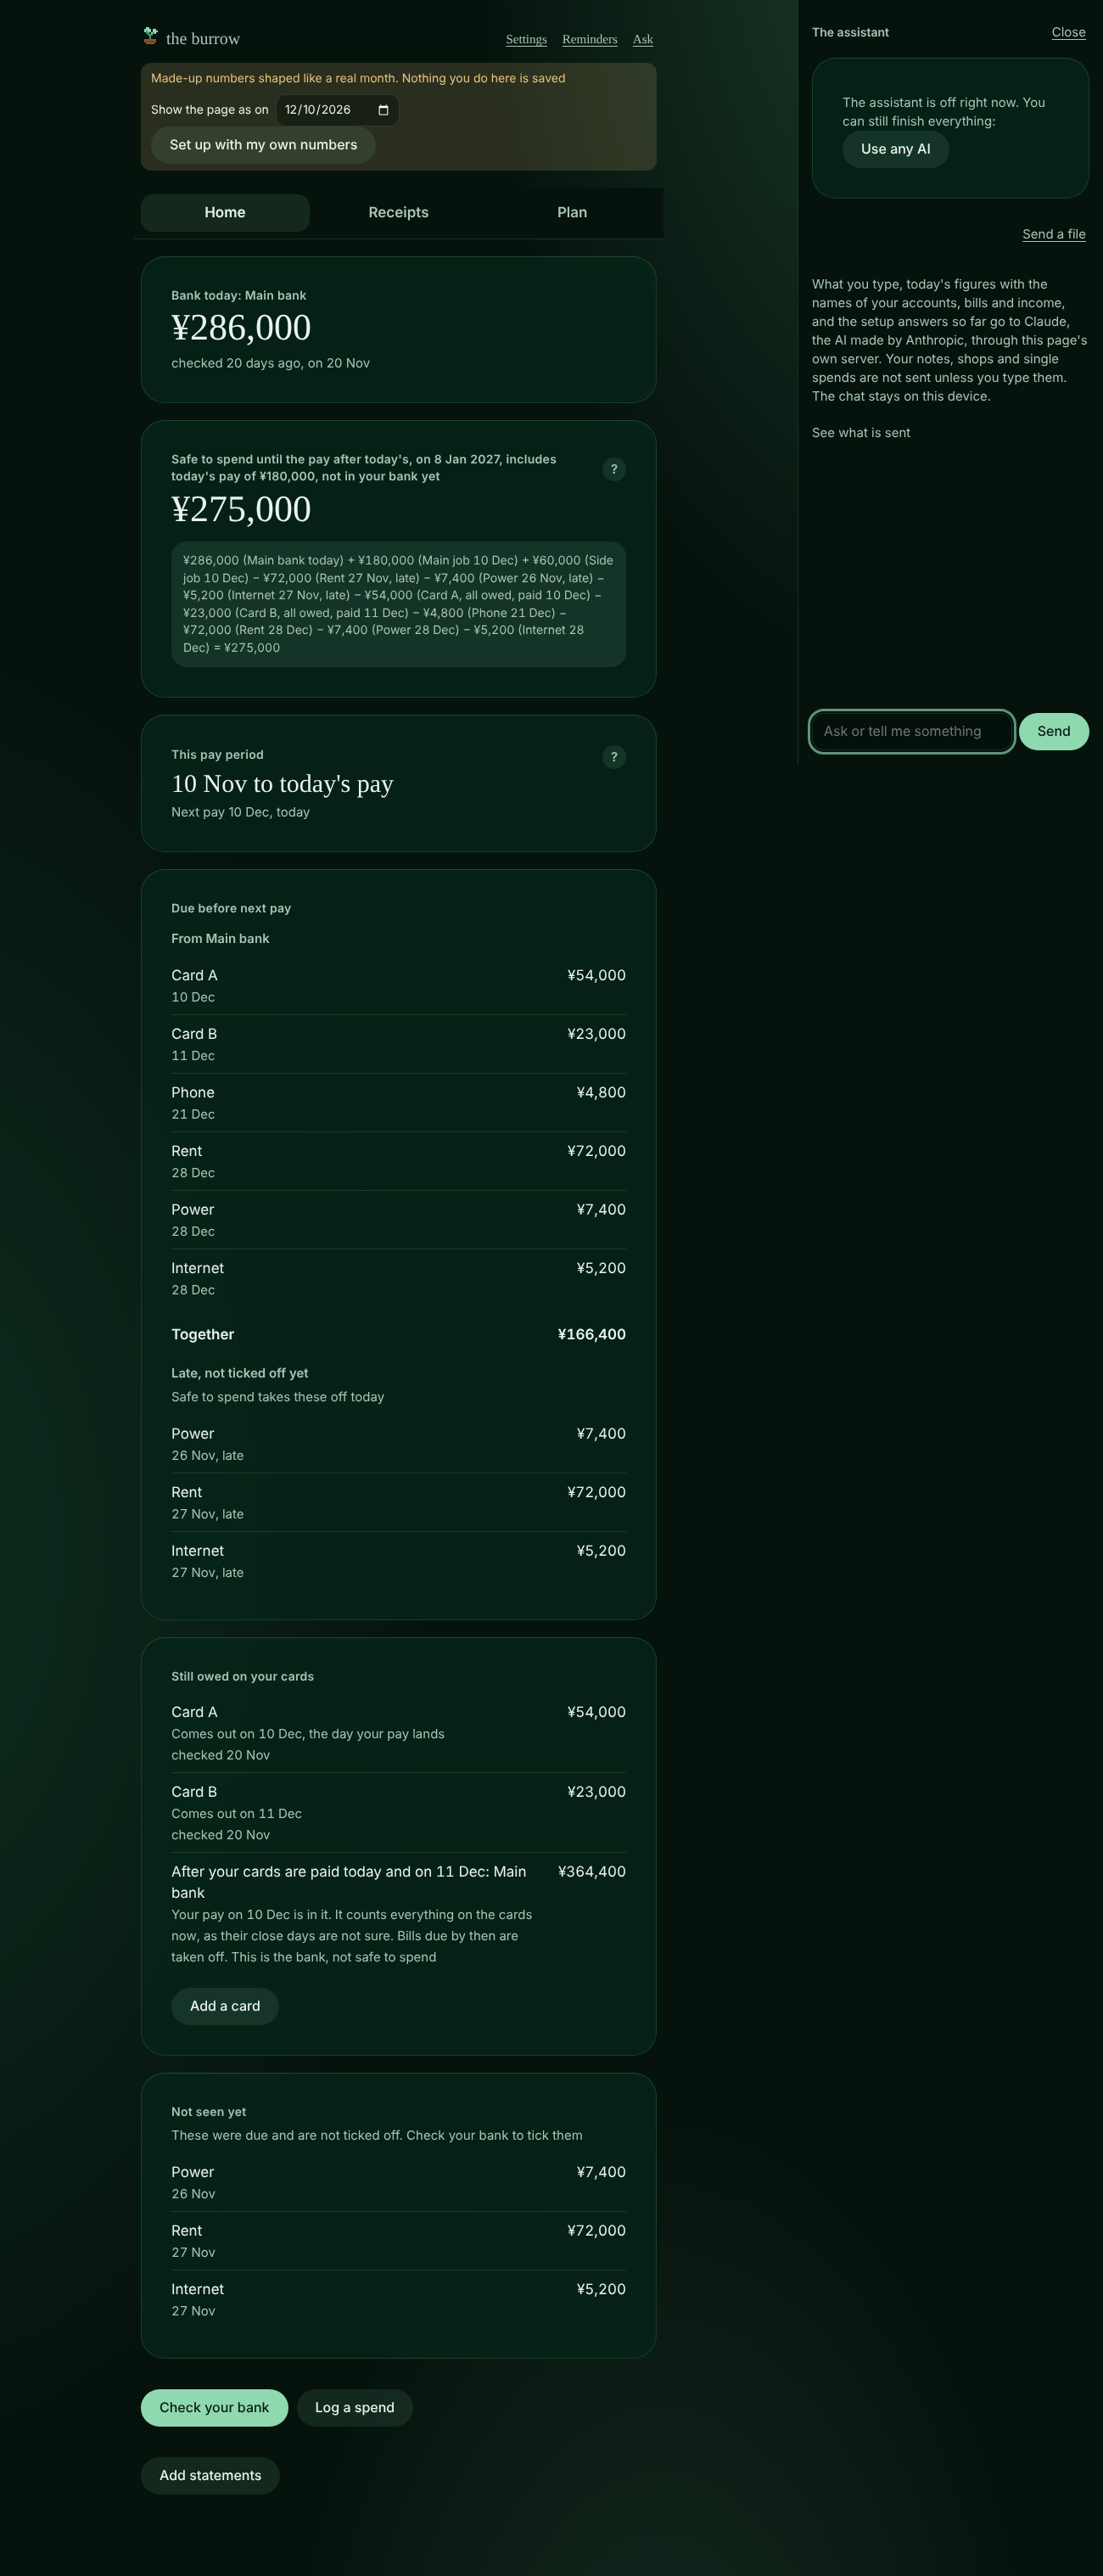 the burrow
Settings Reminders Ask
Made-up numbers shaped like a real month. Nothing you do here is saved
Show the page as on 12/10/2026
Set up with my own numbers
Home Receipts Plan
Bank today: Main bank
¥286,000
checked 20 days ago, on 20 Nov
Safe to spend until the pay after today's, on 8 Jan 2027, includes
today's pay of ¥180,000, not in your bank yet
?
¥275,000
¥286,000 (Main bank today) + ¥180,000 (Main job 10 Dec) + ¥60,000 (Side
job 10 Dec) − ¥72,000 (Rent 27 Nov, late) − ¥7,400 (Power 26 Nov, late) −
¥5,200 (Internet 27 Nov, late) − ¥54,000 (Card A, all owed, paid 10 Dec) −
¥23,000 (Card B, all owed, paid 11 Dec) − ¥4,800 (Phone 21 Dec) −
¥72,000 (Rent 28 Dec) − ¥7,400 (Power 28 Dec) − ¥5,200 (Internet 28
Dec) = ¥275,000
This pay period
?
10 Nov to today's pay
Next pay 10 Dec, today
Due before next pay
From Main bank
Card A ¥54,000
10 Dec
Card B ¥23,000
11 Dec
Phone ¥4,800
21 Dec
Rent ¥72,000
28 Dec
Power ¥7,400
28 Dec
Internet ¥5,200
28 Dec
Together ¥166,400
Late, not ticked off yet
Safe to spend takes these off today
Power ¥7,400
26 Nov, late
Rent ¥72,000
27 Nov, late
Internet ¥5,200
27 Nov, late
Still owed on your cards
Card A ¥54,000
Comes out on 10 Dec, the day your pay lands
checked 20 Nov
Card B ¥23,000
Comes out on 11 Dec
checked 20 Nov
After your cards are paid today and on 11 Dec: Main ¥364,400
bank
Your pay on 10 Dec is in it. It counts everything on the cards
now, as their close days are not sure. Bills due by then are
taken off. This is the bank, not safe to spend
Add a card
Not seen yet
These were due and are not ticked off. Check your bank to tick them
Power ¥7,400
26 Nov
Rent ¥72,000
27 Nov
Internet ¥5,200
27 Nov
Check your bank Log a spend
Add statements
The assistant Close
The assistant is off right now. You
can still finish everything:
Use any AI
Send a file
What you type, today's figures with the
names of your accounts, bills and income,
and the setup answers so far go to Claude,
the AI made by Anthropic, through this page's
own server. Your notes, shops and single
spends are not sent unless you type them.
The chat stays on this device.
See what is sent
Ask or tell me something Send